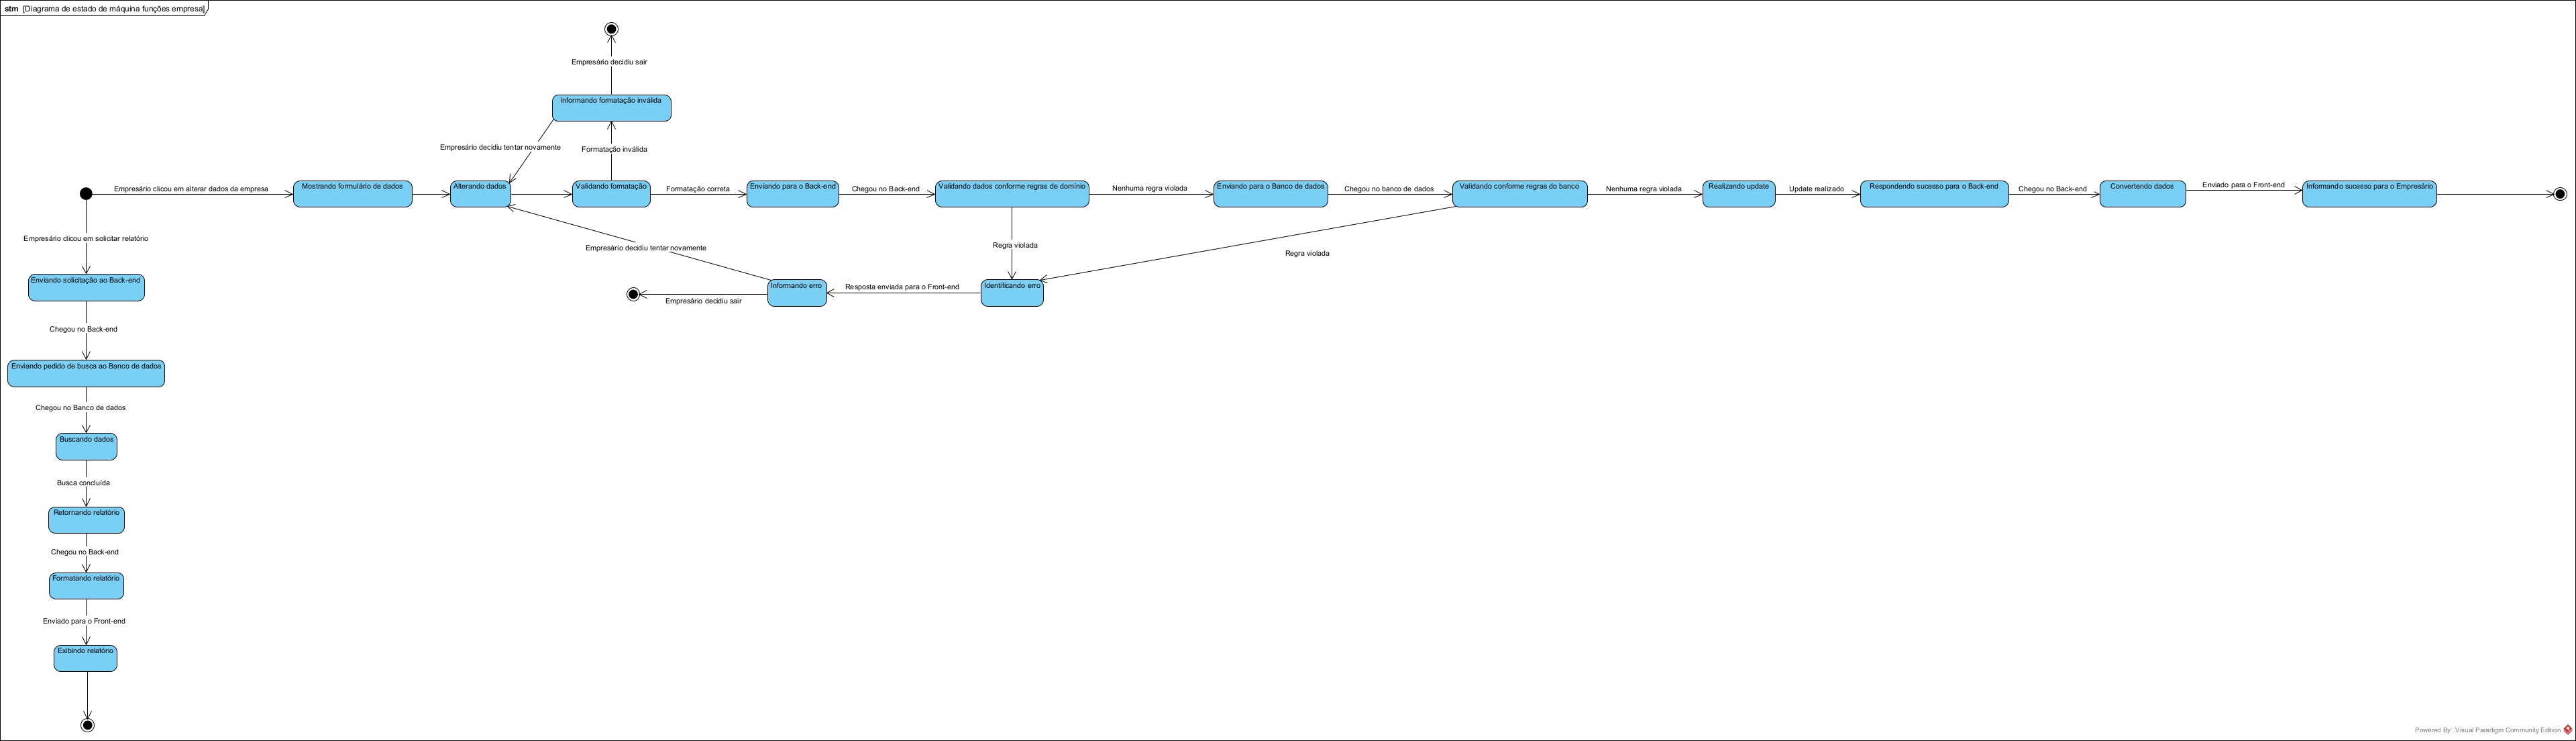 stm [Diagrama de estado de máquina funções empresa]
Empresário decidiu sair
Informando formatação inválida
Empresário decidiu tentar novamente
Formatação inválida
Empresário clicou em alterar dados da empresa
Mostrando formulário de dados
Alterando dados
Validando formatação
Formatação correta
Enviando para o Back-end
Chegou no Back-end
Validando dados conforme regras de domínio
Nenhuma regra violada
Enviando para o Banco de dados
Chegou no banco de dados
Validando conforme regras do banco
Nenhuma regra violada
Realizando update
Update realizado
Respondendo sucesso para o Back-end
Chegou no Back-end
Convertendo dados
Enviado para o Front-end
Informando sucesso para o Empresário
Empresário clicou em solicitar relatório
Empresário decidiu tentar novamente
Regra violada
Regra violada
Enviando solicitação ao Back-end
Empresário decidiu sair
Informando erro
Resposta enviada para o Front-end
Identificando erro
Chegou no Back-end
Enviando pedido de busca ao Banco de dados
Chegou no Banco de dados
Buscando dados
Busca concluída
Retornando relatório
Chegou no Back-end
Formatando relatório
Enviado para o Front-end
Exibindo relatório
Powered By Visual Paradigm Community Edition